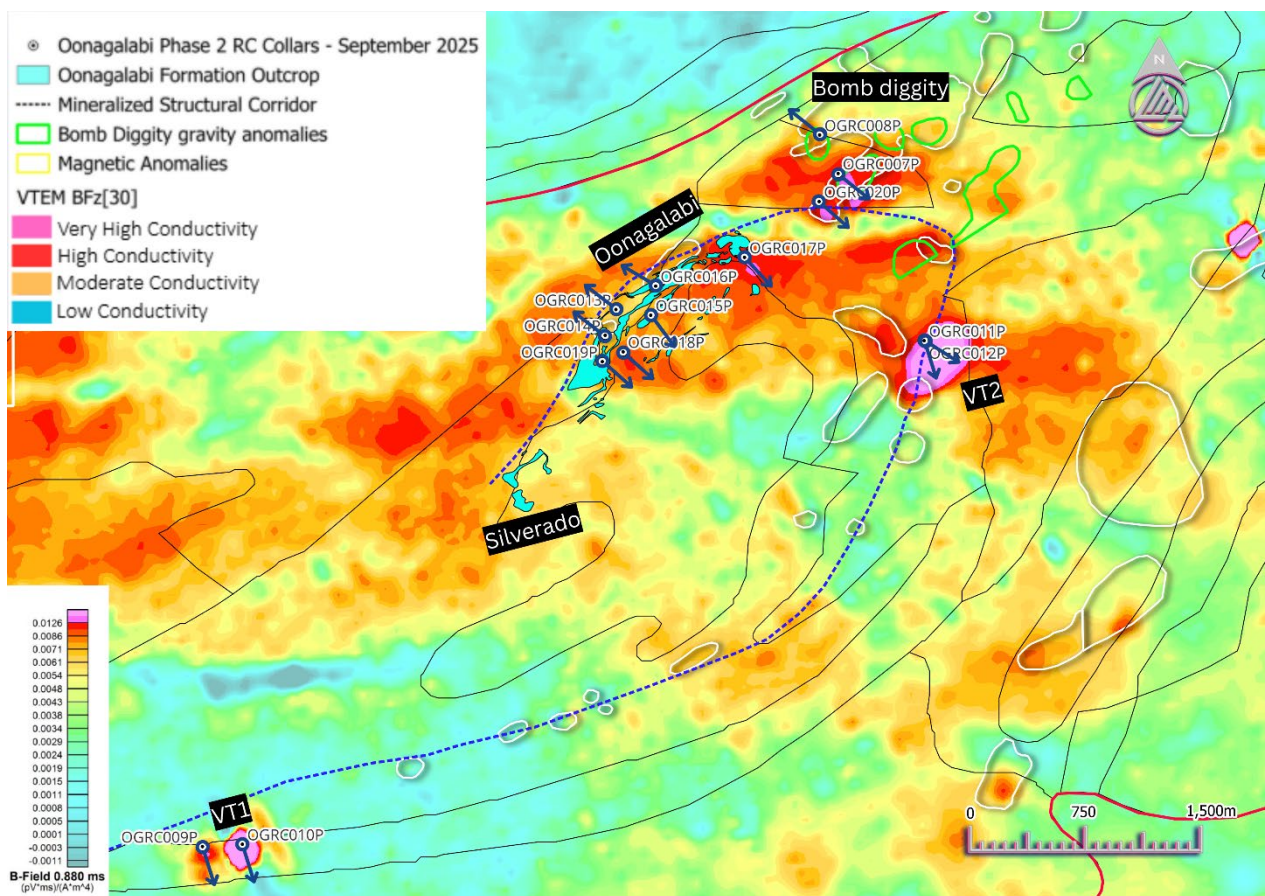 Oonagalabi Phase 2 RC Collars - September 2025
Oonagalabi Formation Outcrop
Mineralized Structural Corridor
Bomb Diggity gravity anomalies
Magnetic Anomalies
VTEM BFz[30]
Very High Conductivity
High Conductivity
Moderate Conductivity
Low Conductivity
N
Bomb diggity
OGRC008P
OGRC007P
OGRC020P
Oonagalabi
OGRC017P
OGRC016P
OGRC013P
OGRC015P
OGRC014P
OGRC018P
OGRC019P
OGRC011P
OGRC012P
VT2
Silverado
VT1
OGRC009P
OGRC010P
0.0126
0.0086
0.0071
0.0061
0.0054
0.0048
0.0043
0.0038
0.0034
0.0029
0.0024
0.0019
0.0015
0.0011
0.0008
0.0005
0.0001
-0.0003
-0.0011
B-Field 0.880 ms
(pV*ms)/(A*m^4)
0 750 1,500m